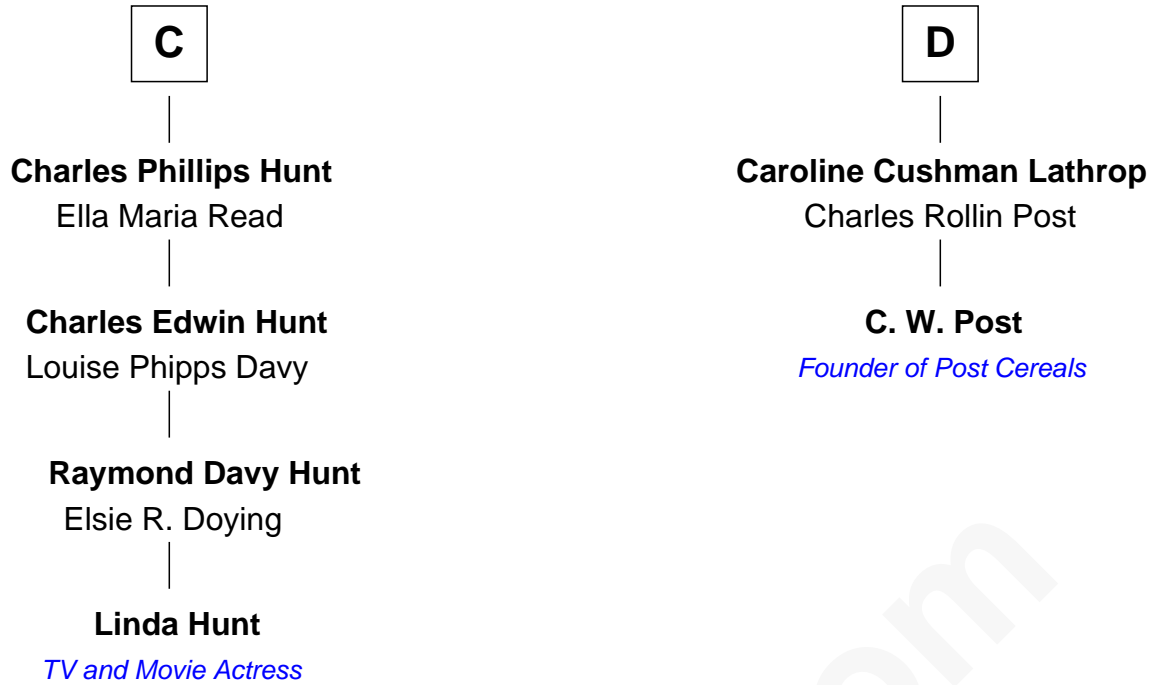 C
Charles Phillips Hunt
Ella Maria Read
Charles Edwin Hunt
Louise Phipps Davy
Raymond Davy Hunt
Elsie R. Doying
Linda Hunt
TV and Movie Actress
D
Caroline Cushman Lathrop
Charles Rollin Post
C. W. Post
Founder of Post Cereals
om